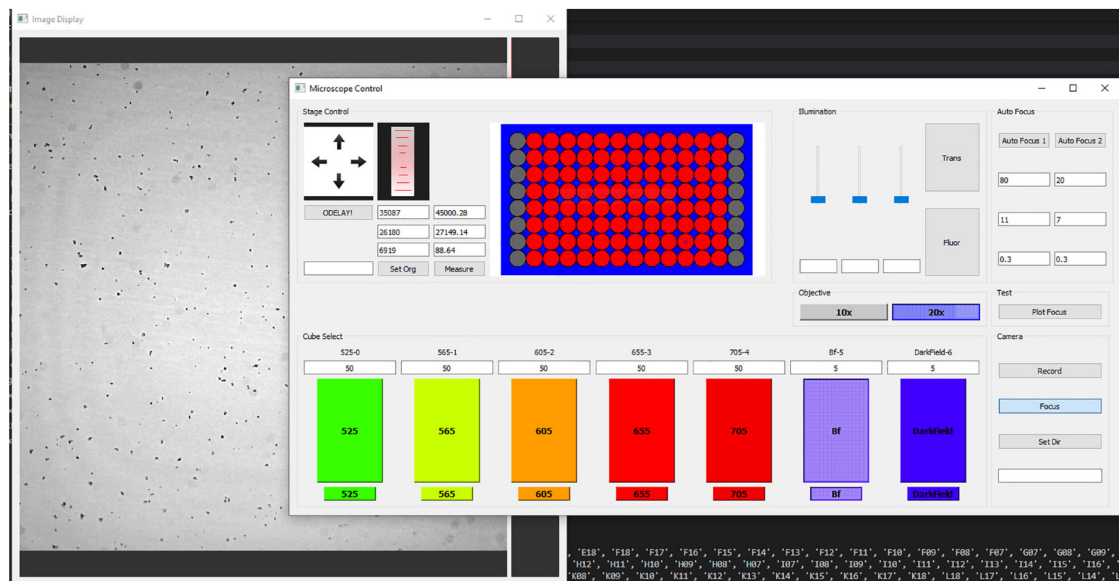 Image Display
Microscope Control
Stage Control
ODELAY!
35087
45000.28
26180
27149.14
6919
88.64
Set Org
Measure
Illumination
Trans
Fluor
Auto Focus
Auto Focus 1
Auto Focus 2
80
20
11
7
0.3
0.3
Objective
10x
20x
Test
Plot Focus
Cube Select
525-0
565-1
605-2
655-3
705-4
Bf-5
DarkField-6
50
50
50
50
50
5
5
525
565
605
655
705
Bf
DarkField
525
565
605
655
705
Bf
DarkField
Camera
Record
Focus
Set Dir
, 'E18', 'F18', 'F17', 'F16', 'F15', 'F14', 'F13', 'F12', 'F11', 'F10', 'F09', 'F08', 'F07', 'G07', 'G08', 'G09',
'H12', 'H11', 'H10', 'H09', 'H08', 'H07', 'I07', 'I08', 'I09', 'I10', 'I11', 'I12', 'I13', 'I14', 'I15', 'I16',
'K08', 'K09', 'K10', 'K11', 'K12', 'K13', 'K14', 'K15', 'K16', 'K17', 'K18', 'L18', 'L17', 'L16', 'L15', 'L14',